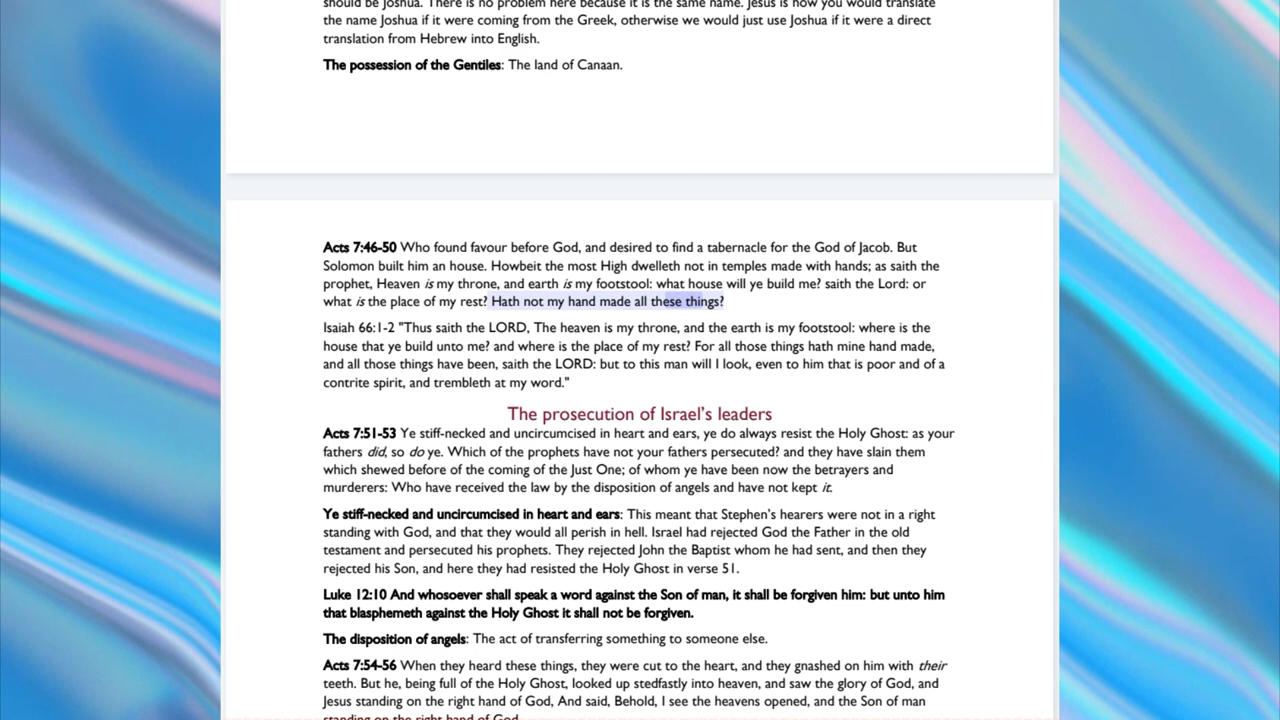 should be Joshua. There is no problem here because it is the same name. Jesus is how you would translate
the name Joshua if it were coming from the Greek, otherwise we would just use Joshua if it were a direct
translation from Hebrew into English.
The possession of the Gentiles: The land of Canaan.
Acts 7:46-50 Who found favour before God, and desired to find a tabernacle for the God of Jacob. But
Solomon built him an house. Howbeit the most High dwelleth not in temples made with hands; as saith the
prophet, Heaven is my throne, and earth is my footstool: what house will ye build me? saith the Lord: or
what is the place of my rest? Hath not my hand made all these things?
Isaiah 66:1-2 "Thus saith the LORD, The heaven is my throne, and the earth is my footstool: where is the
house that ye build unto me? and where is the place of my rest? For all those things hath mine hand made,
and all those things have been, saith the LORD: but to this man will I look, even to him that is poor and of a
contrite spirit, and trembleth at my word."
The prosecution of Israel's leaders
Acts 7:51-53 Ye stiff-necked and uncircumcised in heart and ears, ye do always resist the Holy Ghost: as your
fathers did, so do ye. Which of the prophets have not your fathers persecuted? and they have slain them
which shewed before of the coming of the Just One; of whom ye have been now the betrayers and
murderers: Who have received the law by the disposition of angels and have not kept it.
Ye stiff-necked and uncircumcised in heart and ears: This meant that Stephen's hearers were not in a right
standing with God, and that they would all perish in hell. Israel had rejected God the Father in the old
testament and persecuted his prophets. They rejected John the Baptist whom he had sent, and then they
rejected his Son, and here they had resisted the Holy Ghost in verse 51.
Luke 12:10 And whosoever shall speak a word against the Son of man, it shall be forgiven him: but unto him
that blasphemeth against the Holy Ghost it shall not be forgiven.
The disposition of angels: The act of transferring something to someone else.
Acts 7:54-56 When they heard these things, they were cut to the heart, and they gnashed on him with their
teeth. But he, being full of the Holy Ghost, looked up stedfastly into heaven, and saw the glory of God, and
Jesus standing on the right hand of God, And said, Behold, I see the heavens opened, and the Son of man
standing on the right hand of God.